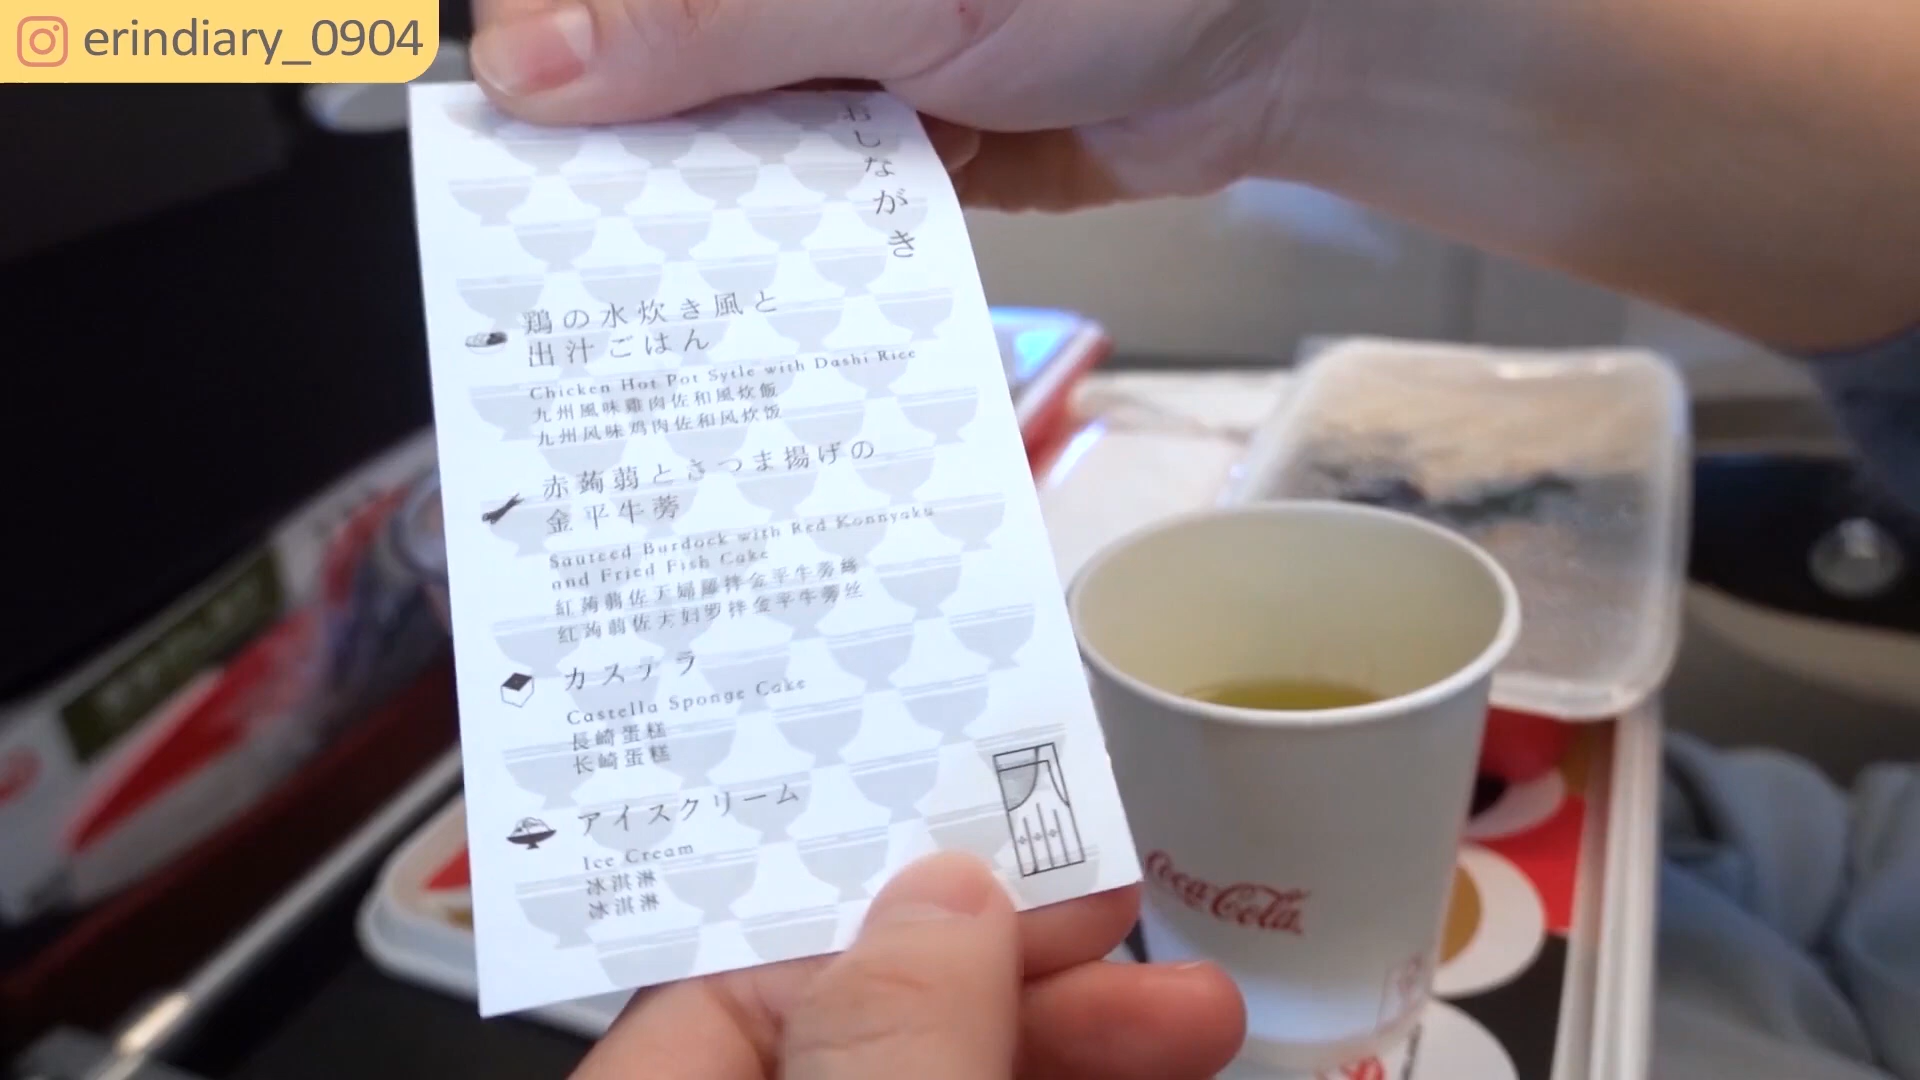 erindiary_0904
おしながき
鶏の水炊き風と
出汁ごはん
Chicken Hot Pot Sytle with Dashi Rice
九州風味雞肉佐和風炊飯
九州风味鸡肉佐和风炊饭
赤蒟蒻とさつま揚げの
金平牛蒡
Sauteed Burdock with Red Konnyaku
and Fried Fish Cake
紅蒟蒻佐天婦羅拌金平牛蒡絲
红蒟蒻佐天妇罗拌金平牛蒡丝
カステラ
Castella Sponge Cake
長崎蛋糕
长崎蛋糕
アイスクリーム
Ice Cream
冰淇淋
冰淇淋
Coca-Cola